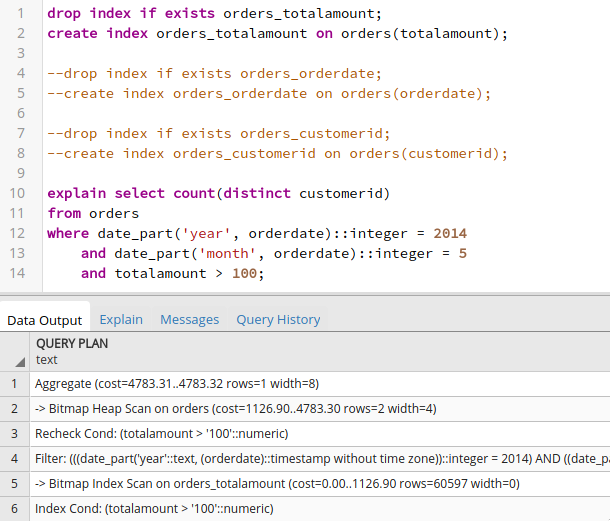 1 drop index if exists orders_totalamount;
2 create index orders_totalamount on orders(totalamount);
3
4 --drop index if exists orders_orderdate;
5 --create index orders_orderdate on orders(orderdate);
6
7 --drop index if exists orders_customerid;
8 --create index orders_customerid on orders(customerid);
9
10 explain select count(distinct customerid)
11 from orders
12 where date_part('year', orderdate)::integer = 2014
13 and date_part('month', orderdate)::integer = 5
14 and totalamount > 100;
Data Output Explain Messages Query History
QUERY PLAN
text
1 Aggregate (cost=4783.31..4783.32 rows=1 width=8)
2 -> Bitmap Heap Scan on orders (cost=1126.90..4783.30 rows=2 width=4)
3 Recheck Cond: (totalamount > '100'::numeric)
4 Filter: (((date_part('year'::text, (orderdate)::timestamp without time zone))::integer = 2014) AND ((date_pa
5 -> Bitmap Index Scan on orders_totalamount (cost=0.00..1126.90 rows=60597 width=0)
6 Index Cond: (totalamount > '100'::numeric)